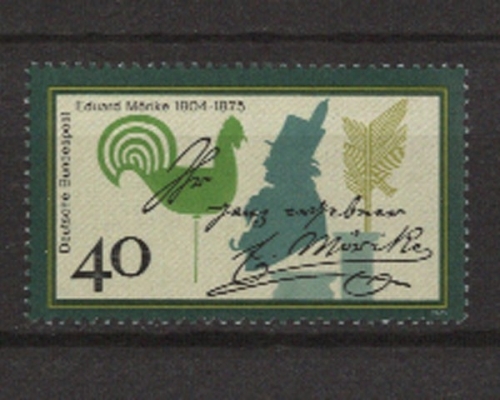 Eduard Mörike 1804-1875
Deutsche Bundespost
Ihr
ganz ergebener
E. Mörike
40